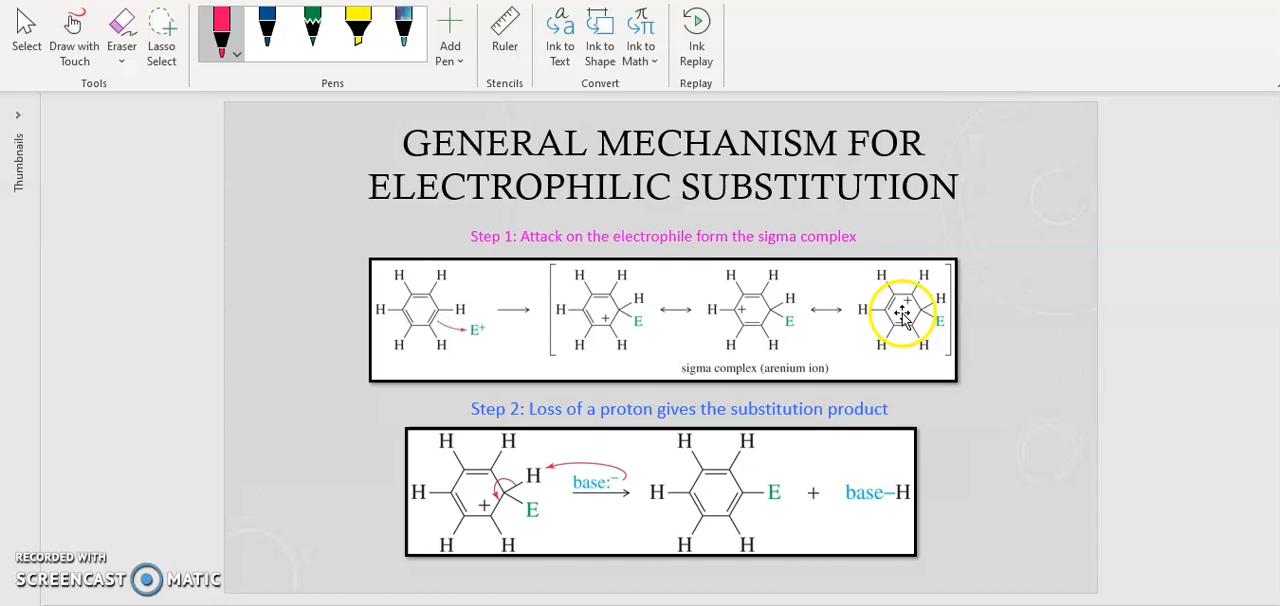 Select
Draw with
Touch
Eraser
Lasso
Select
Tools
Pens
Add
Pen
Ruler
Stencils
Ink to
Text
Ink to
Shape
Ink to
Math
Convert
Ink
Replay
Replay
Thumbnails
GENERAL MECHANISM FOR
ELECTROPHILIC SUBSTITUTION
Step 1: Attack on the electrophile form the sigma complex
H H H H H H H H
H H H E⁺ H + H E H + H E H + H E
H H H H H H H H
sigma complex (arenium ion)
Step 2: Loss of a proton gives the substitution product
H H H H
H + H E base:⁻ H E + base–H
H H H H
RECORDED WITH
SCREENCAST MATIC